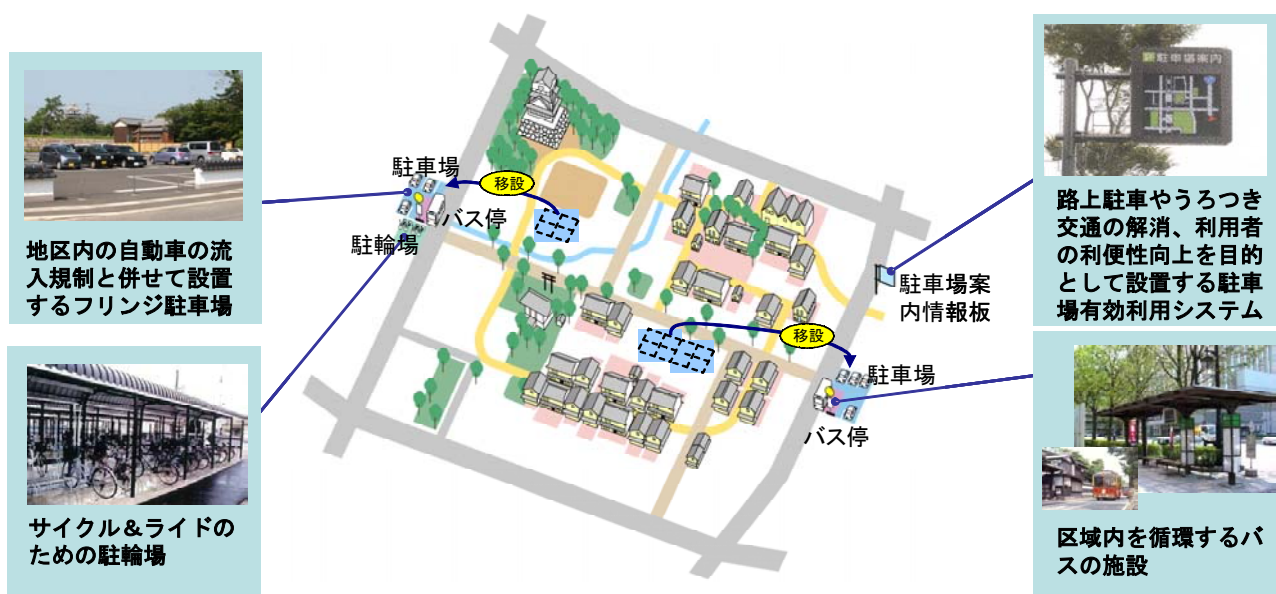 地区内の自動車の流
入規制と併せて設置
するフリンジ駐車場
サイクル&ライドの
ための駐輪場
駐車場
移設
バス停
駐輪場
移設
駐車場案
内情報板
駐車場
バス停
駐車場案内
路上駐車やうろつき
交通の解消、利用者
の利便性向上を目的
として設置する駐車
場有効利用システム
区域内を循環するバ
スの施設